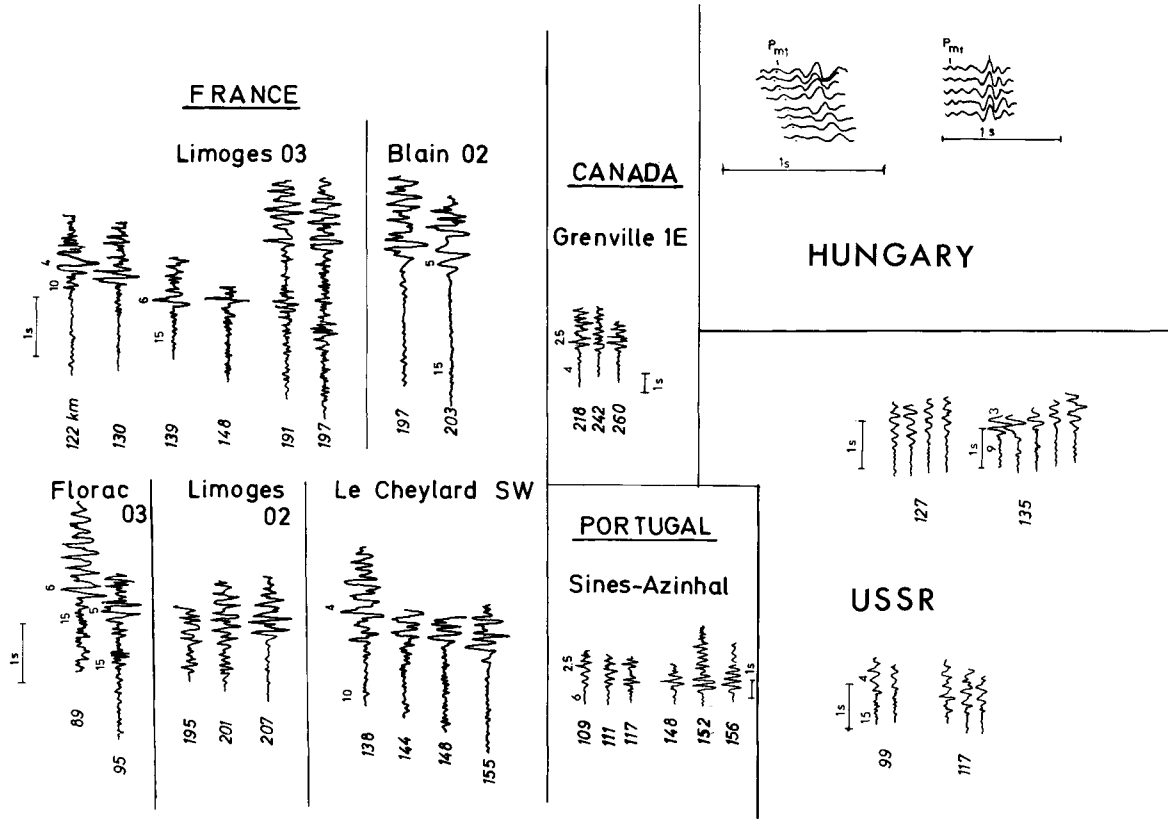 FRANCE
Limoges 03
4
10
6
15
1s
122 km
130
139
148
191
197
Blain 02
5
15
197
203
Florac
03
6
15
5
15
1s
89
95
Limoges
02
195
201
207
Le Cheylard SW
4
10
138
144
148
155
CANADA
Grenville 1E
2.5
4
1s
218 242 260
PORTUGAL
Sines-Azinhal
2.5
6
1s
109 111 117 148 152 156
Pm1
1s
Pm1
1s
HUNGARY
1s
127
1s
3
9
135
USSR
1s
4
15
99
117